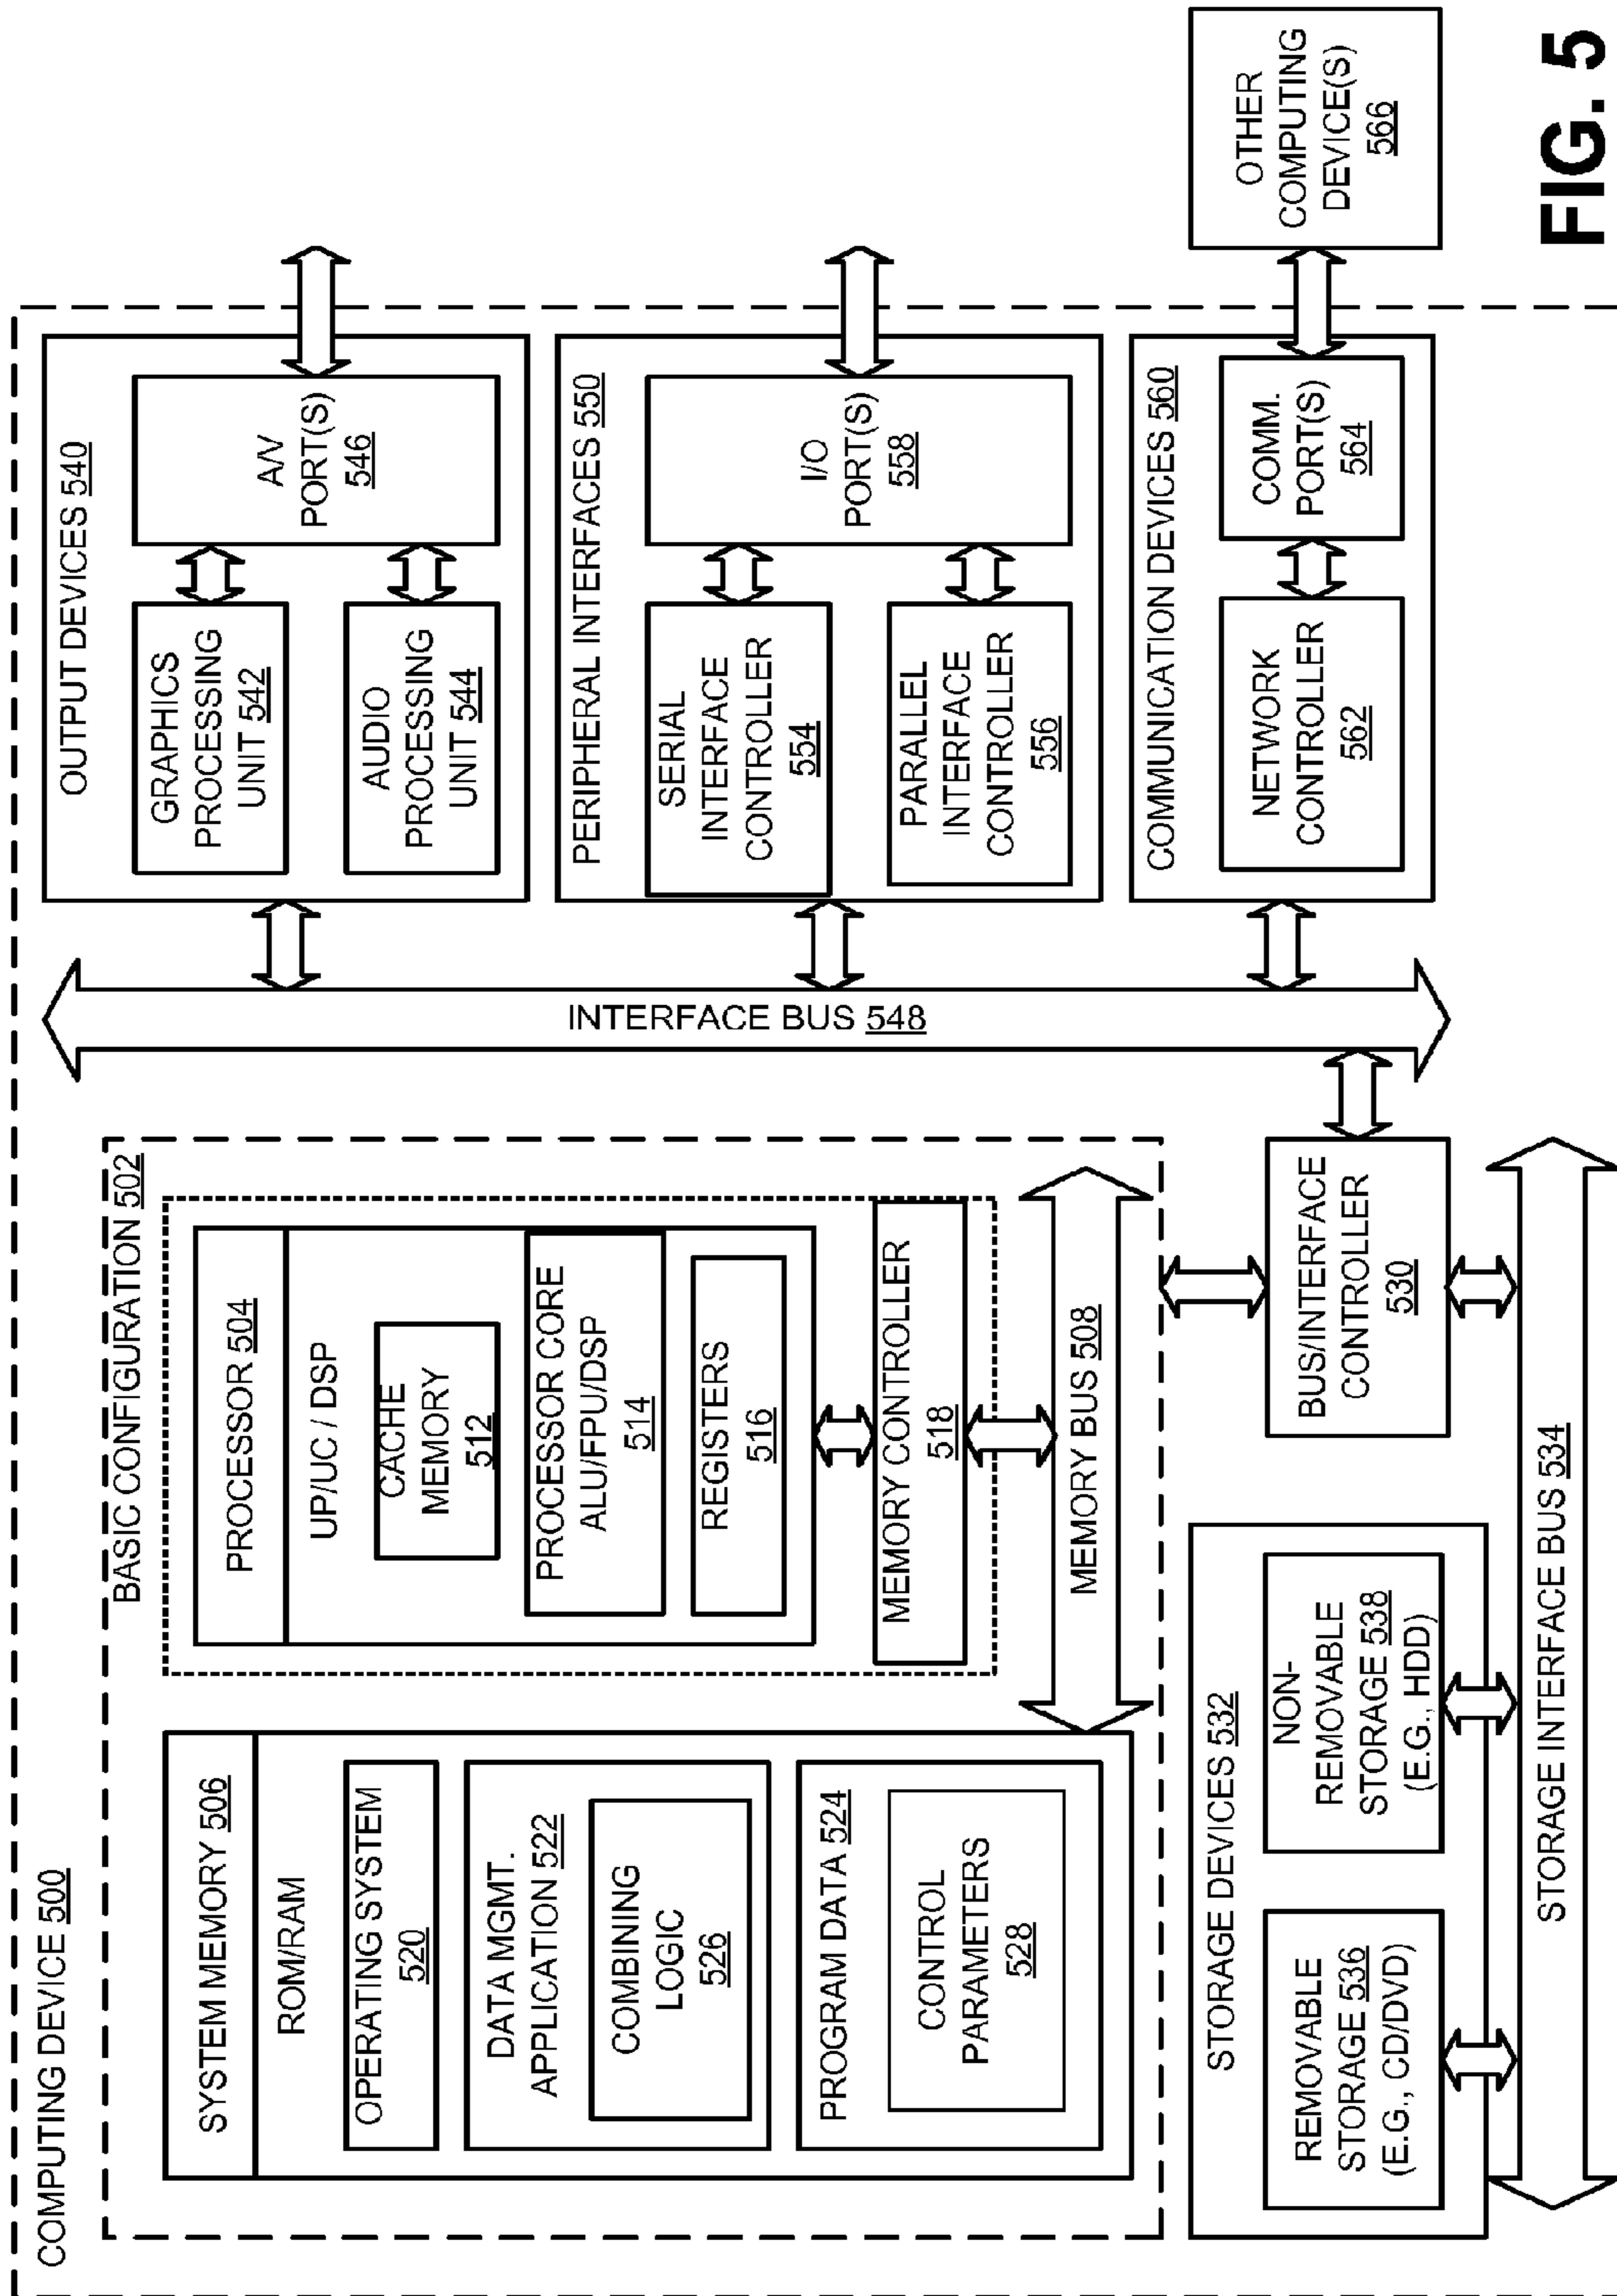 COMPUTING DEVICE 500
BASIC CONFIGURATION 502
SYSTEM MEMORY 506
ROM/RAM
OPERATING SYSTEM
520
DATA MGMT.
APPLICATION 522
COMBINING
LOGIC
526
PROGRAM DATA 524
CONTROL
PARAMETERS
528
PROCESSOR 504
UP/UC / DSP
CACHE
MEMORY
512
PROCESSOR CORE
ALU/FPU/DSP
514
REGISTERS
516
MEMORY CONTROLLER
518
MEMORY BUS 508
STORAGE DEVICES 532
REMOVABLE
STORAGE 536
(E.G., CD/DVD)
NON-
REMOVABLE
STORAGE 538
(E.G., HDD)
BUS/INTERFACE
CONTROLLER
530
STORAGE INTERFACE BUS 534
INTERFACE BUS 548
OUTPUT DEVICES 540
GRAPHICS
PROCESSING
UNIT 542
AUDIO
PROCESSING
UNIT 544
A/V
PORT(S)
546
PERIPHERAL INTERFACES 550
SERIAL
INTERFACE
CONTROLLER
554
PARALLEL
INTERFACE
CONTROLLER
556
I/O
PORT(S)
558
COMMUNICATION DEVICES 560
NETWORK
CONTROLLER
562
COMM.
PORT(S)
564
OTHER
COMPUTING
DEVICE(S)
566
FIG. 5